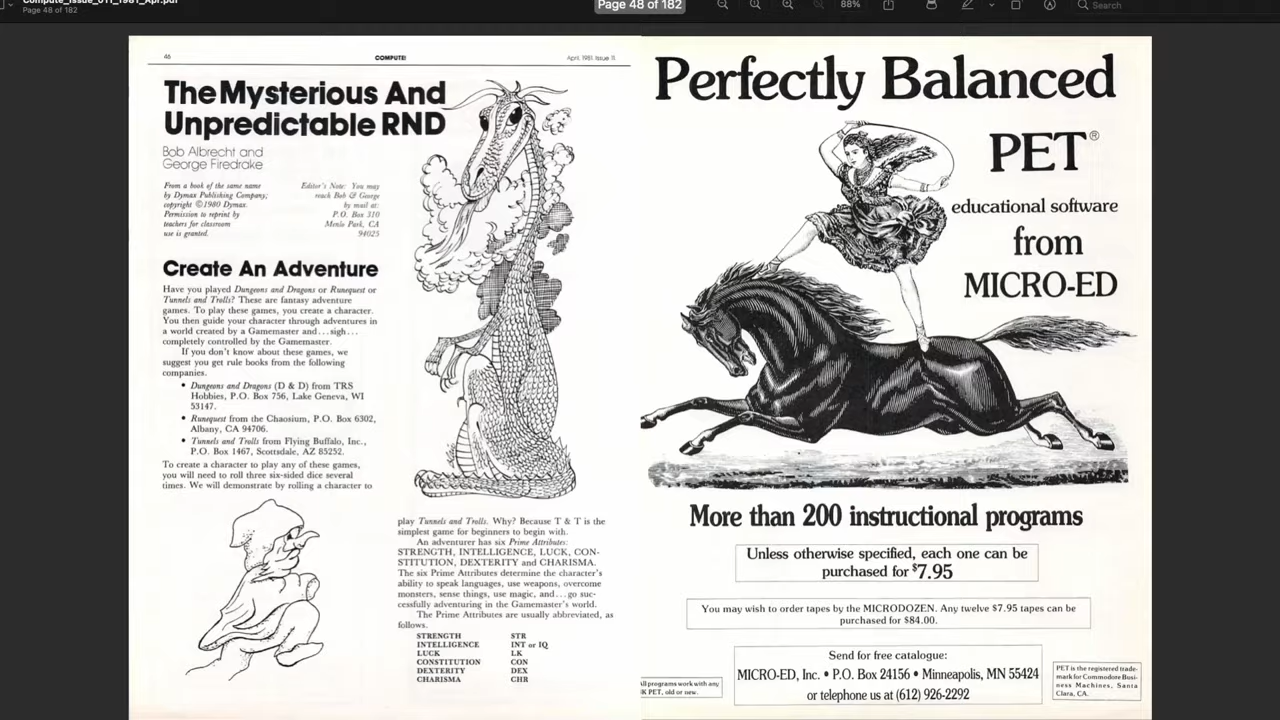 Compute_Issue_011_1981_Apr.pdf
Page 48 of 182
Page 48 of 182
88%
Search
46
COMPUTE!
April, 1981. Issue 11.
The Mysterious And
Unpredictable RND
Bob Albrecht and
George Firedrake
From a book of the same name
by Dymax Publishing Company;
copyright ©1980 Dymax.
Permission to reprint by
teachers for classroom
use is granted.
Editor's Note: You may
reach Bob & George
by mail at:
P.O. Box 310
Menlo Park, CA
94025
Create An Adventure
Have you played Dungeons and Dragons or Runequest or
Tunnels and Trolls? These are fantasy adventure
games. To play these games, you create a character.
You then guide your character through adventures in
a world created by a Gamemaster and...sigh...
completely controlled by the Gamemaster.
If you don't know about these games, we
suggest you get rule books from the following
companies.
• Dungeons and Dragons (D & D) from TRS
Hobbies, P.O. Box 756, Lake Geneva, WI
53147.
• Runequest from the Chaosium, P.O. Box 6302,
Albany, CA 94706.
• Tunnels and Trolls from Flying Buffalo, Inc.,
P.O. Box 1467, Scottsdale, AZ 85252.
To create a character to play any of these games,
you will need to roll three six-sided dice several
times. We will demonstrate by rolling a character to
play Tunnels and Trolls. Why? Because T & T is the
simplest game for beginners to begin with.
An adventurer has six Prime Attributes:
STRENGTH, INTELLIGENCE, LUCK, CON-
STITUTION, DEXTERITY and CHARISMA.
The six Prime Attributes determine the character's
ability to speak languages, use weapons, overcome
monsters, sense things, use magic, and...go suc-
cessfully adventuring in the Gamemaster's world.
The Prime Attributes are usually abbreviated, as
follows.
STRENGTH STR
INTELLIGENCE INT or IQ
LUCK LK
CONSTITUTION CON
DEXTERITY DEX
CHARISMA CHR
Perfectly Balanced
PET®
educational software
from
MICRO-ED
More than 200 instructional programs
Unless otherwise specified, each one can be
purchased for $7.95
You may wish to order tapes by the MICRODOZEN. Any twelve $7.95 tapes can be
purchased for $84.00.
Send for free catalogue:
MICRO-ED, Inc. • P.O. Box 24156 • Minneapolis, MN 55424
or telephone us at (612) 926-2292
All programs work with any
8K PET, old or new.
PET is the registered trade-
mark for Commodore Busi-
ness Machines, Santa
Clara, CA.